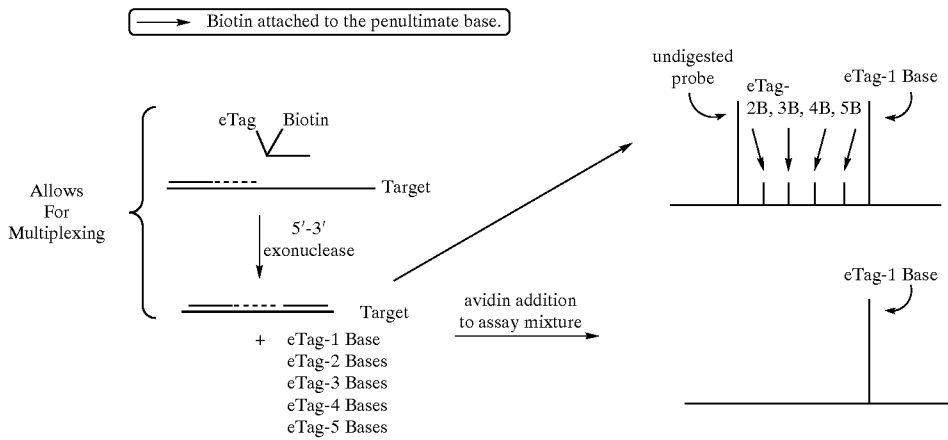 Biotin attached to the penultimate base.
eTag
Biotin
Target
Allows
For
Multiplexing
5′-3′
exonuclease
Target
+ eTag-1 Base
eTag-2 Bases
eTag-3 Bases
eTag-4 Bases
eTag-5 Bases
avidin addition
to assay mixture
undigested
probe
eTag-
2B, 3B, 4B, 5B
eTag-1 Base
eTag-1 Base